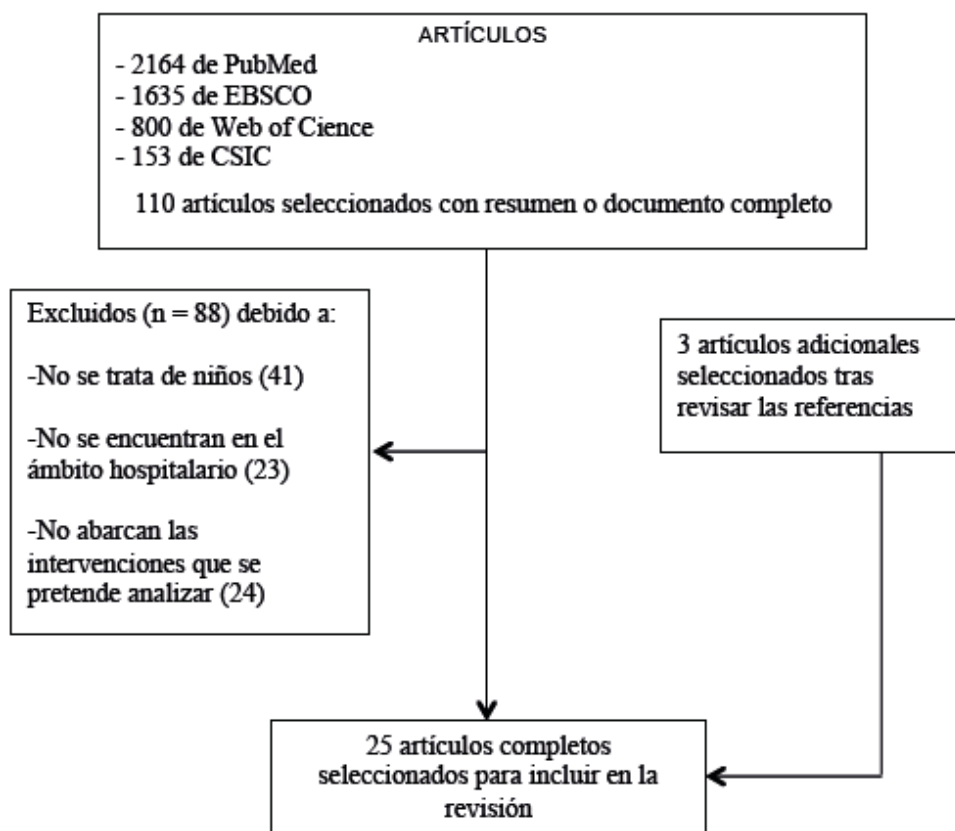 ARTÍCULOS
- 2164 de PubMed
- 1635 de EBSCO
- 800 de Web of Cience
- 153 de CSIC
110 artículos seleccionados con resumen o documento completo
Excluidos (n = 88) debido a:
-No se trata de niños (41)
-No se encuentran en el
ámbito hospitalario (23)
-No abarcan las
intervenciones que se
pretende analizar (24)
3 artículos adicionales
seleccionados tras
revisar las referencias
25 artículos completos
seleccionados para incluir en la
revisión